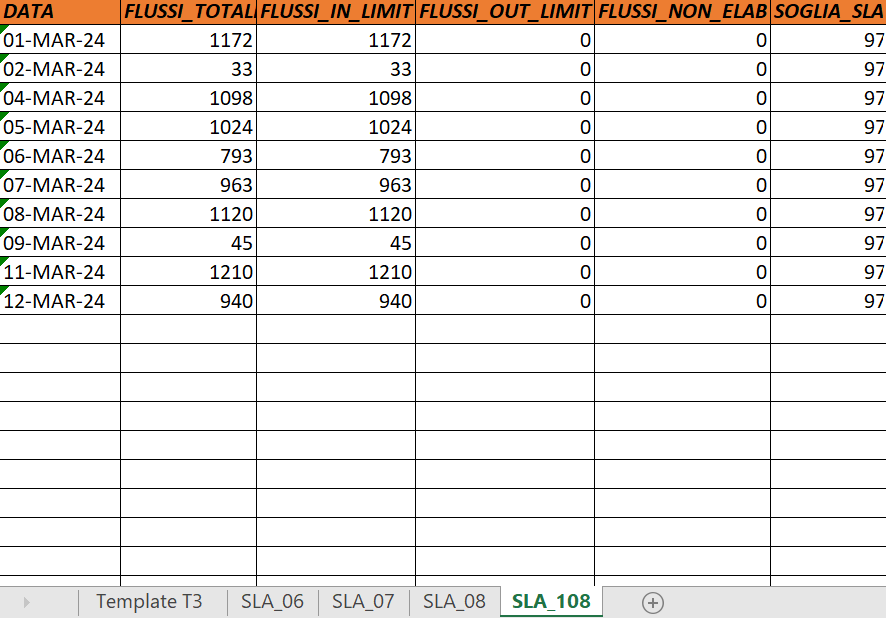 DATA FLUSSI_TOTALI FLUSSI_IN_LIMIT FLUSSI_OUT_LIMIT FLUSSI_NON_ELAB SOGLIA_SLA
01-MAR-24 1172 1172 0 0 97
02-MAR-24 33 33 0 0 97
04-MAR-24 1098 1098 0 0 97
05-MAR-24 1024 1024 0 0 97
06-MAR-24 793 793 0 0 97
07-MAR-24 963 963 0 0 97
08-MAR-24 1120 1120 0 0 97
09-MAR-24 45 45 0 0 97
11-MAR-24 1210 1210 0 0 97
12-MAR-24 940 940 0 0 97
Template T3 SLA_06 SLA_07 SLA_08 SLA_108